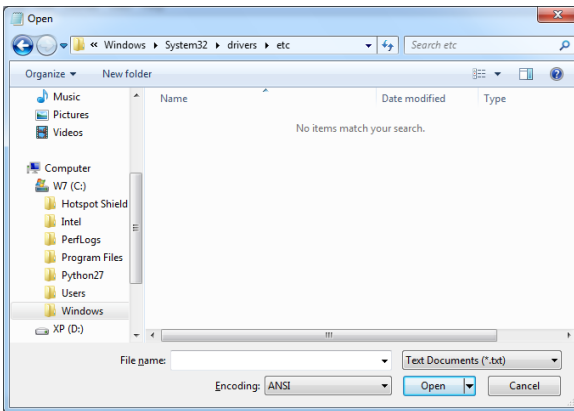 Open
« Windows ▸ System32 ▸ drivers ▸ etc
Search etc
Organize ▾ New folder
Music
Pictures
Videos
Computer
W7 (C:)
Hotspot Shield
Intel
PerfLogs
Program Files
Python27
Users
Windows
XP (D:)
Name Date modified Type
No items match your search.
File name: Text Documents (*.txt)
Encoding: ANSI Open Cancel